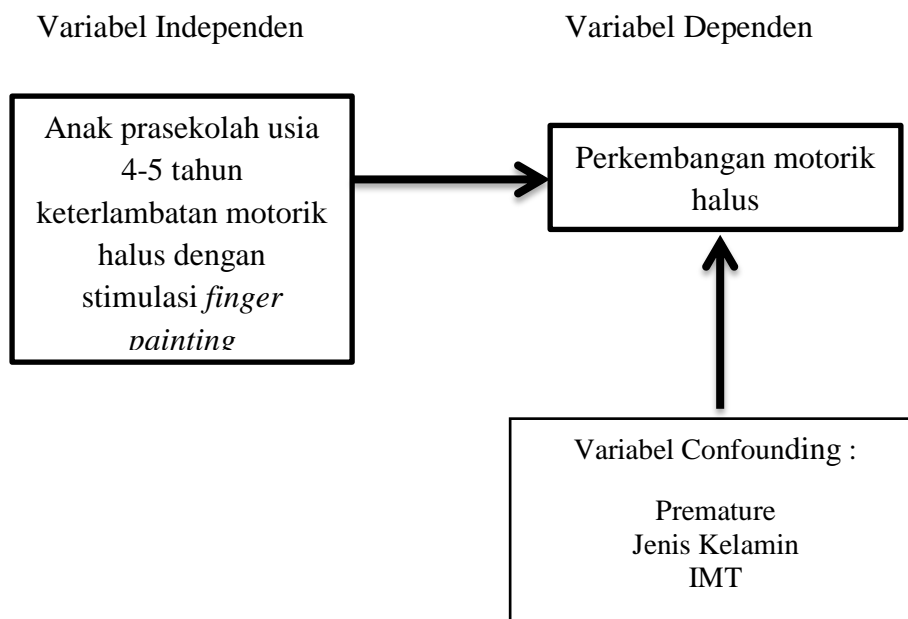 Variabel Independen
Variabel Dependen
Anak prasekolah usia
4-5 tahun
keterlambatan motorik
halus dengan
stimulasi finger
painting
Perkembangan motorik
halus
Variabel Confounding :
Premature
Jenis Kelamin
IMT